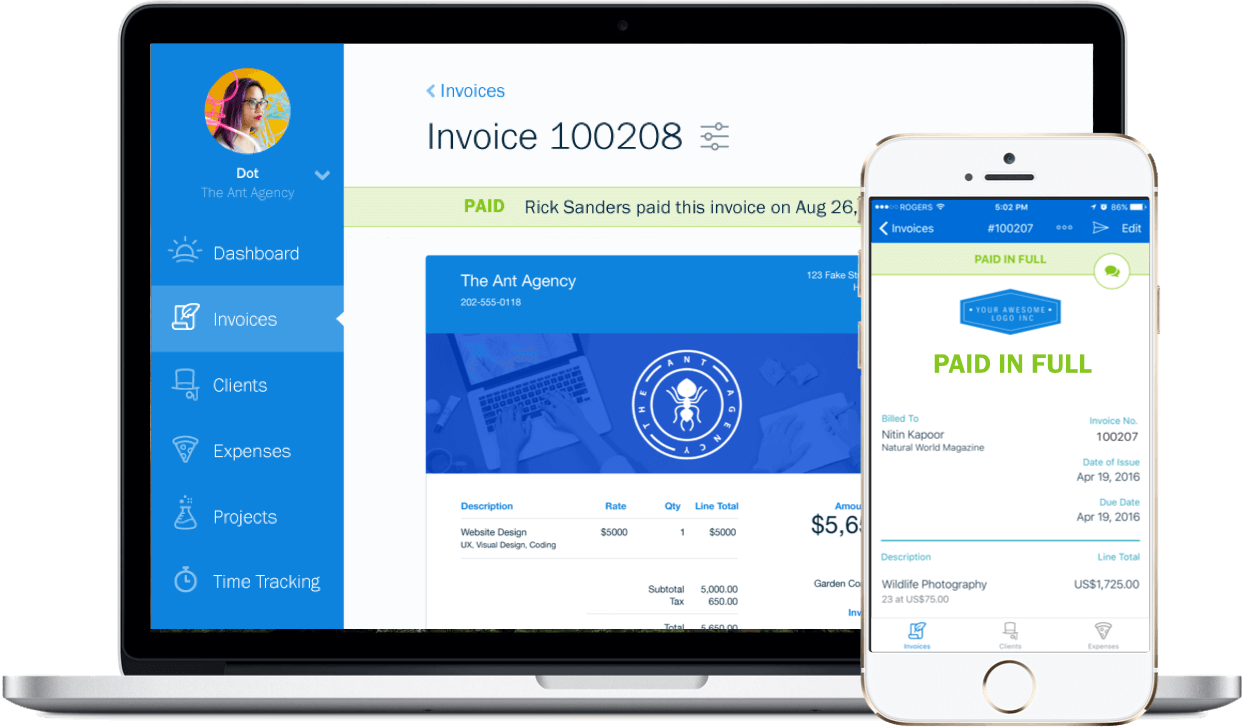 Dot
The Ant Agency
Dashboard
Invoices
Clients
Expenses
Projects
Time Tracking
Invoices
Invoice 100208
PAID Rick Sanders paid this invoice on Aug 26,
The Ant Agency
202-555-0118
123 Fake
THE ANT AGENCY
Description Rate Qty Line Total
Website Design $5000 1 $5000
UX, Visual Design, Coding
Subtotal 5,000.00
Tax 650.00
Total 5,650.00
Amou
$5,65
Garden Co
Inv
ROGERS 5:02 PM 86%
Invoices #100207 Edit
PAID IN FULL
YOUR AWESOME
LOGO INC
PAID IN FULL
Billed To
Nitin Kapoor
Natural World Magazine
Invoice No.
100207
Date of Issue
Apr 19, 2016
Due Date
Apr 19, 2016
Description Line Total
Wildlife Photography US$1,725.00
23 at US$75.00
Invoices Clients Expenses